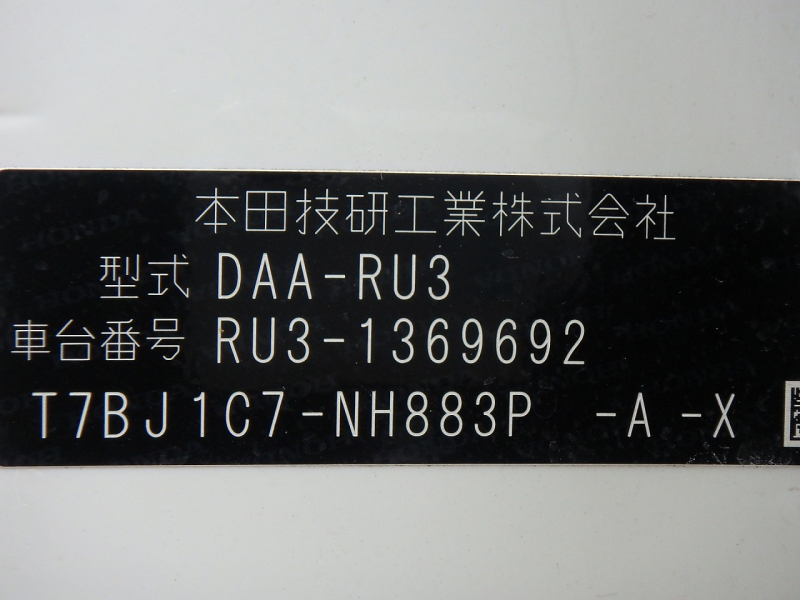 本田技研工業株式会社
型式 DAA-RU3
車台番号 RU3-1369692
T7BJ1C7-NH883P -A -X